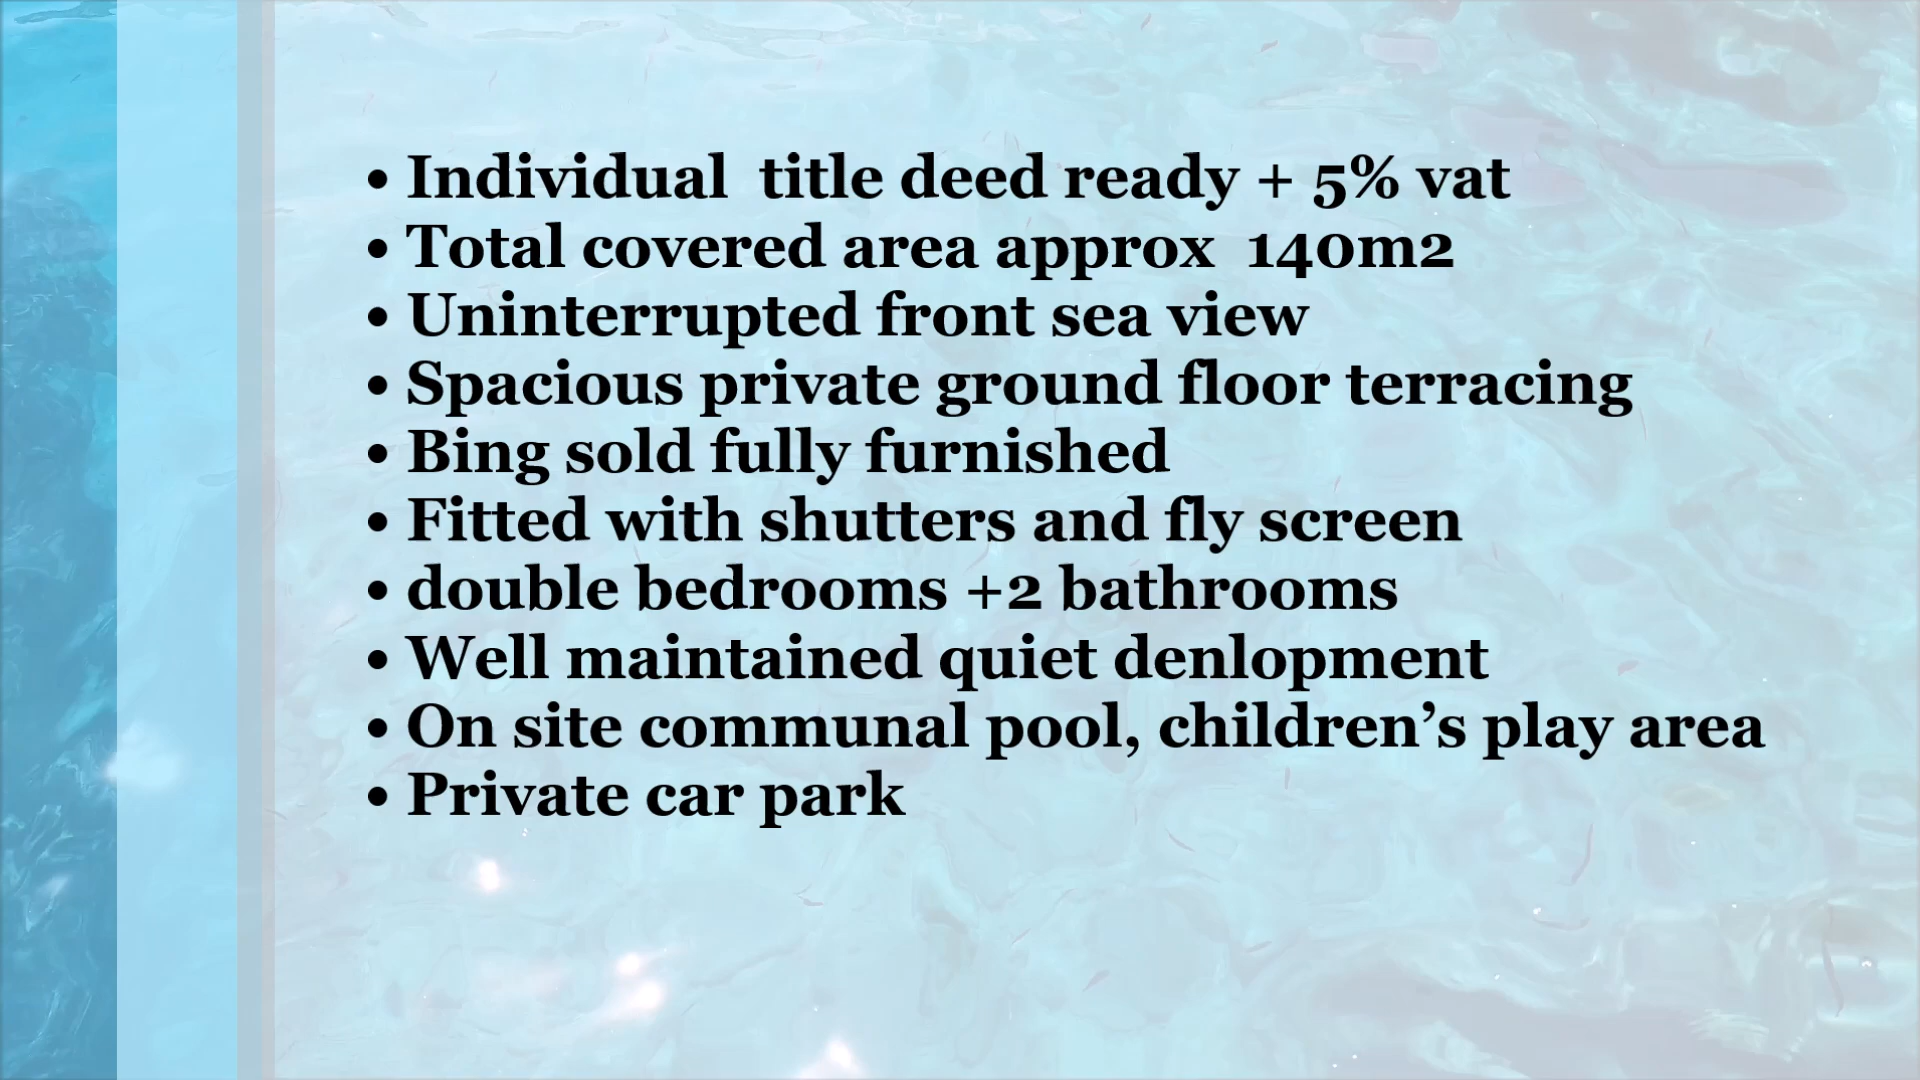 • Individual  title deed ready + 5% vat
• Total covered area approx  140m2
• Uninterrupted front sea view
• Spacious private ground floor terracing
• Bing sold fully furnished
• Fitted with shutters and fly screen
• double bedrooms +2 bathrooms
• Well maintained quiet denlopment
• On site communal pool, children’s play area
• Private car park